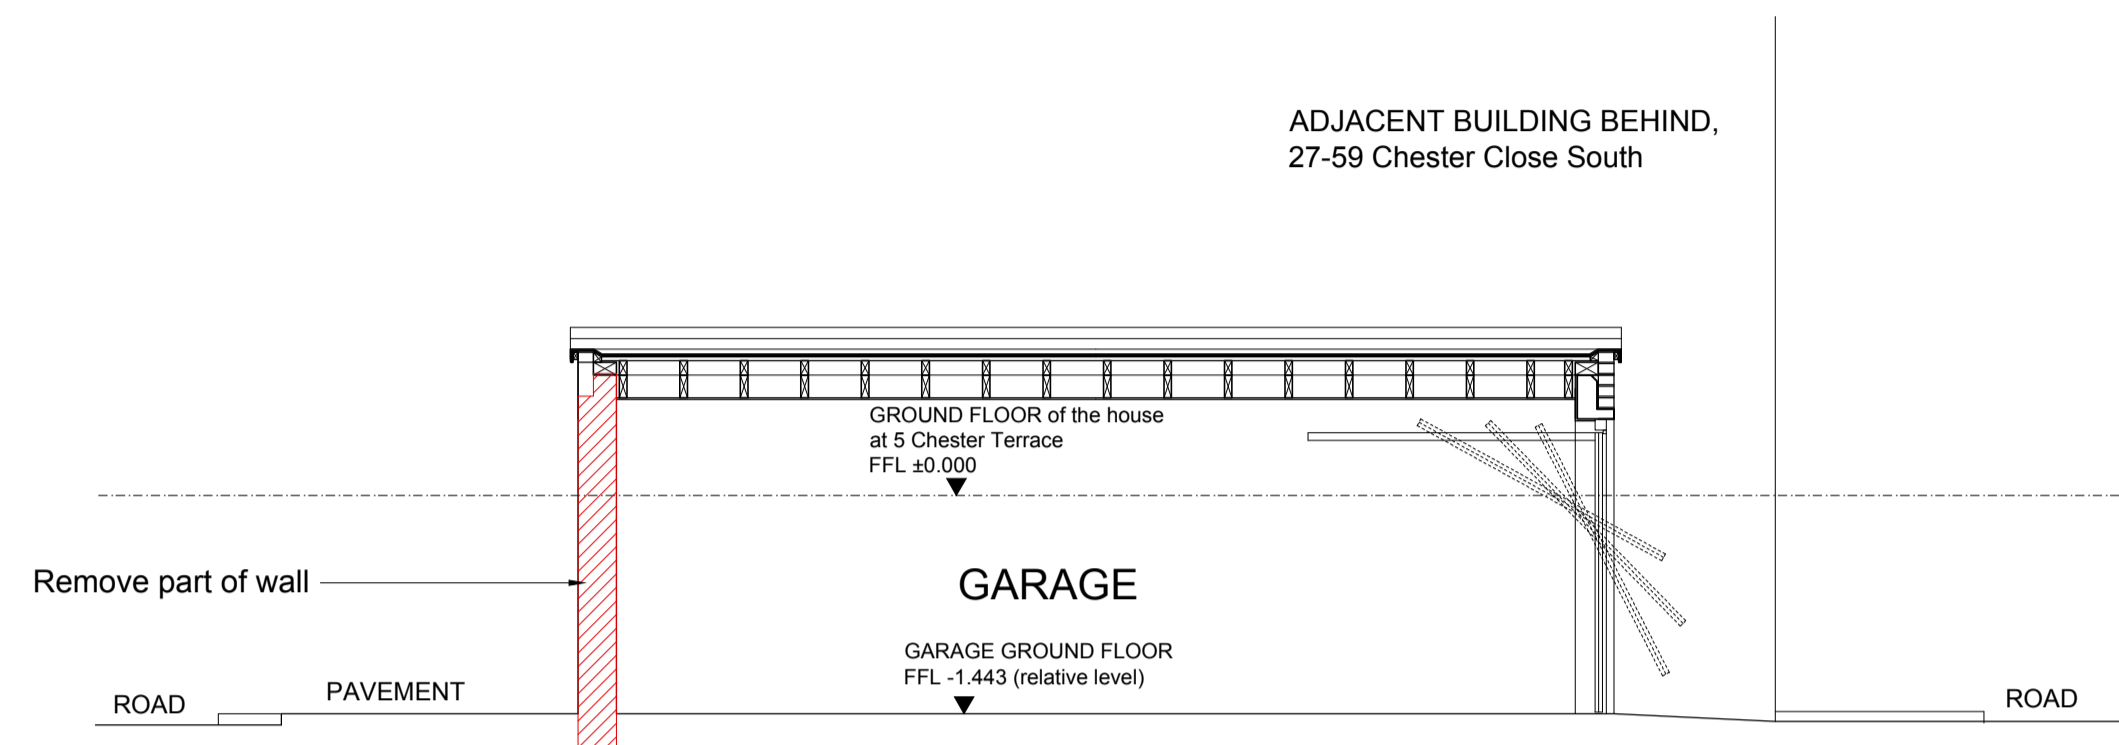 ADJACENT BUILDING BEHIND,
27-59 Chester Close South
GROUND FLOOR of the house
at 5 Chester Terrace
FFL ±0.000
Remove part of wall
GARAGE
GARAGE GROUND FLOOR
FFL -1.443 (relative level)
ROAD
PAVEMENT
ROAD